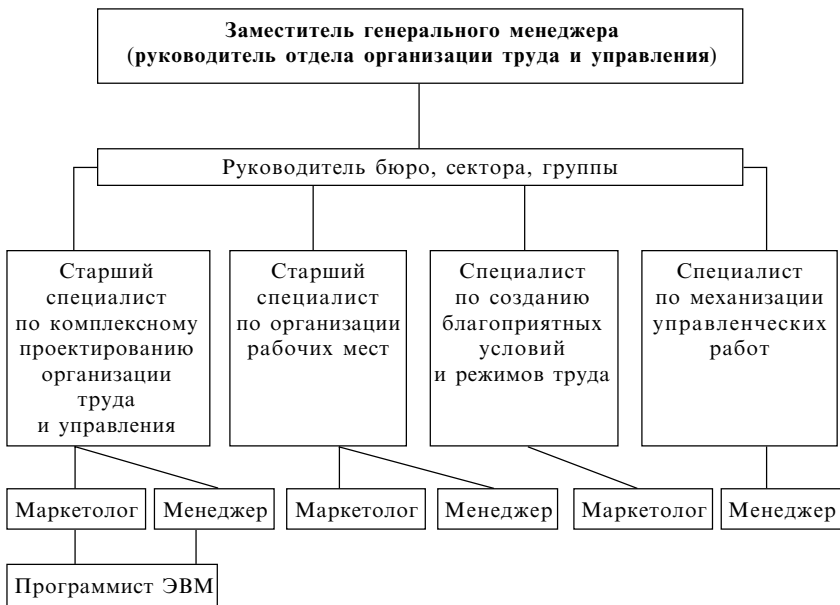 Заместитель генерального менеджера
(руководитель отдела организации труда и управления)
Руководитель бюро, сектора, группы
Старший
специалист
по комплексному
проектированию
организации
труда
и управления
Старший
специалист
по организации
рабочих мест
Специалист
по созданию
благоприятных
условий
и режимов труда
Специалист
по механизации
управленческих
работ
Маркетолог
Менеджер
Маркетолог
Менеджер
Маркетолог
Менеджер
Программист ЭВМ